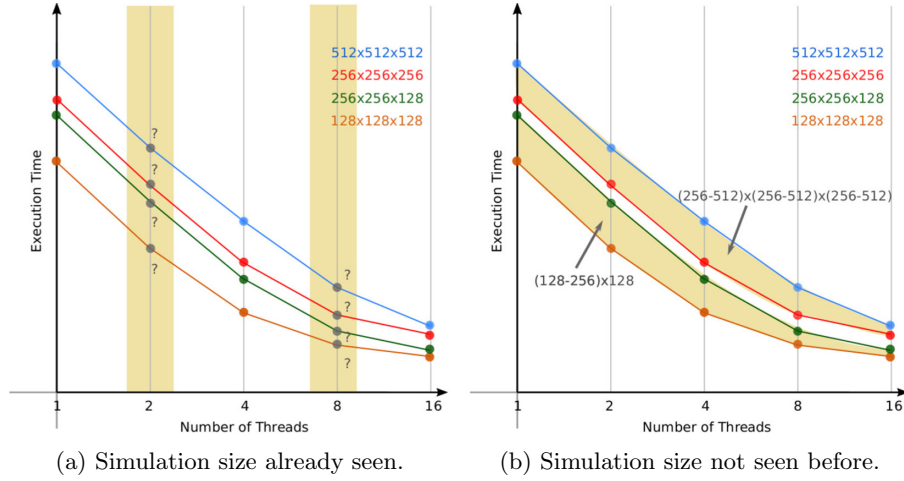 512x512x512
256x256x256
256x256x128
128x128x128
?
?
?
?
?
?
?
?
Execution Time
1
2
4
8
16
Number of Threads
(a) Simulation size already seen.
512x512x512
256x256x256
256x256x128
128x128x128
(256-512)x(256-512)x(256-512)
(128-256)x128
Execution Time
1
2
4
8
16
Number of Threads
(b) Simulation size not seen before.